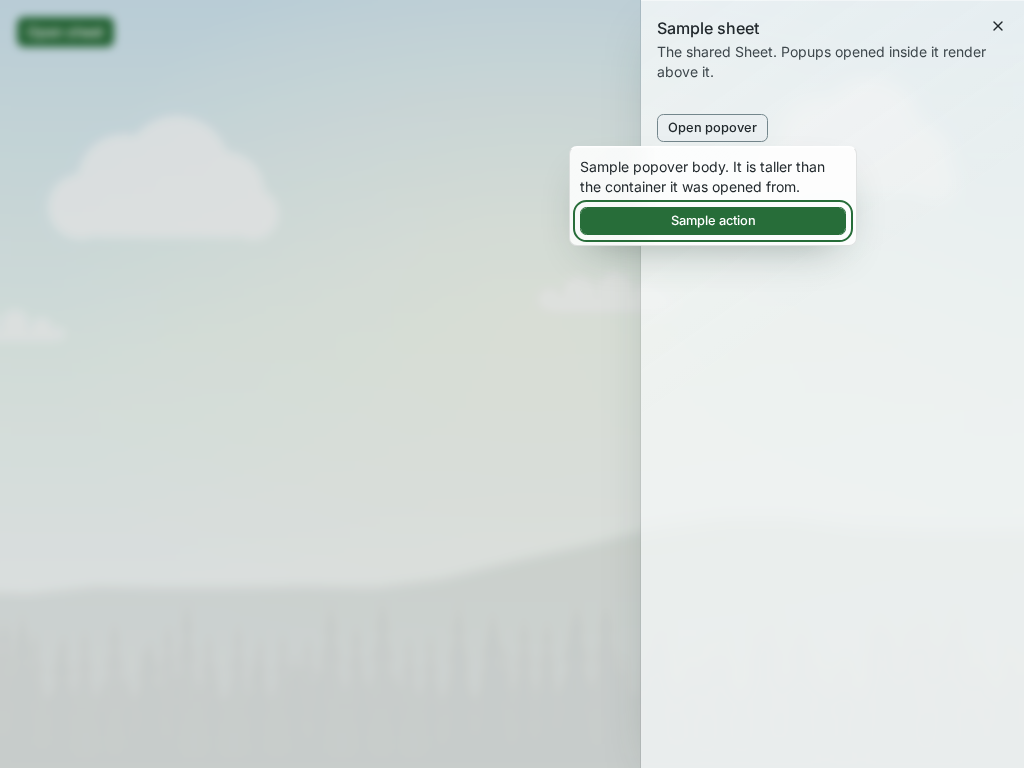 Sample sheet
The shared Sheet. Popups opened inside it render
above it.
Open popover
Sample popover body. It is taller than
the container it was opened from.
Sample action